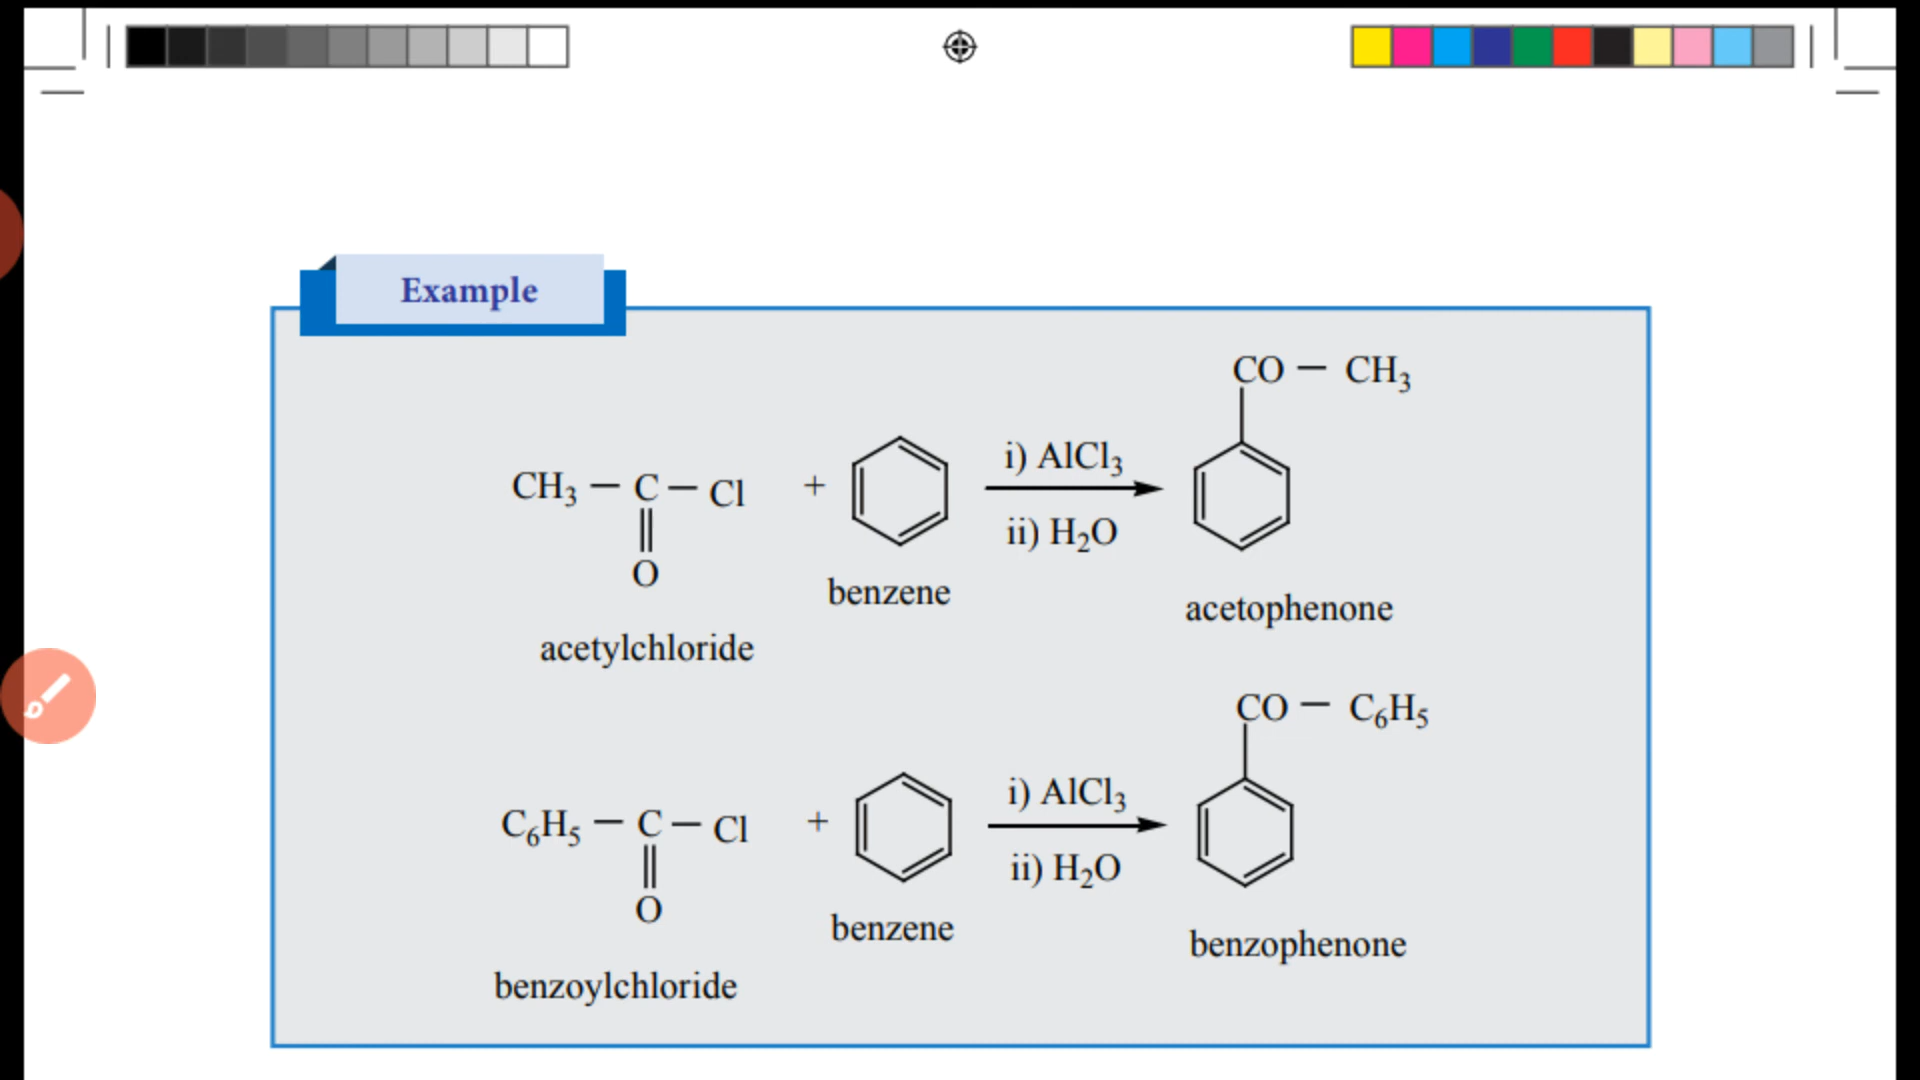 Example
CO — CH₃
CH₃ — C — Cl + i) AlCl₃
ii) H₂O
O
benzene
acetophenone
acetylchloride
CO — C₆H₅
C₆H₅ — C — Cl + i) AlCl₃
ii) H₂O
O
benzene
benzophenone
benzoylchloride